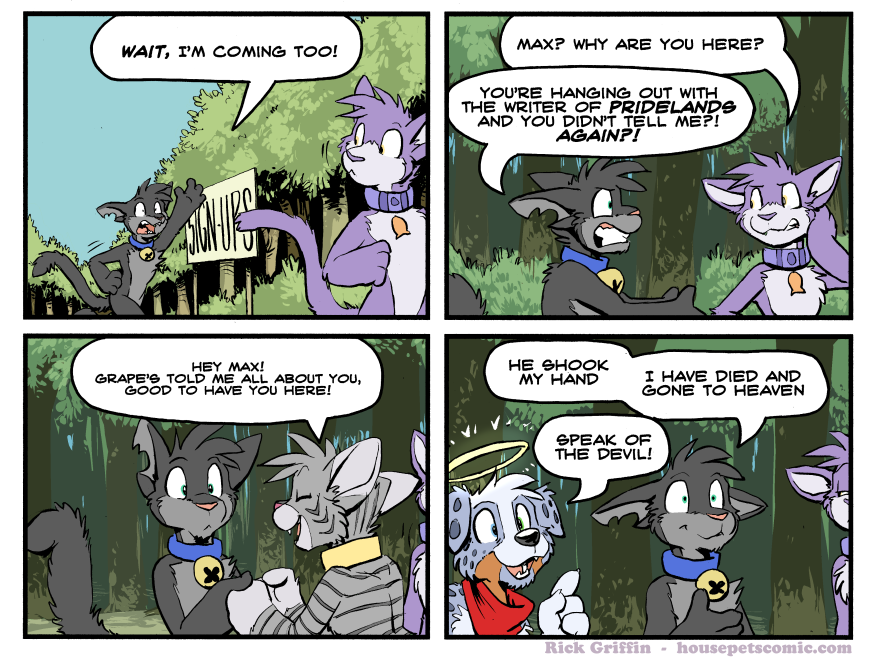 WAIT, I'M COMING TOO!
SIGN-UPS
MAX? WHY ARE YOU HERE?
YOU'RE HANGING OUT WITH
THE WRITER OF PRIDELANDS
AND YOU DIDN'T TELL ME?!
AGAIN?!
HEY MAX!
GRAPE'S TOLD ME ALL ABOUT YOU,
GOOD TO HAVE YOU HERE!
HE SHOOK
MY HAND
I HAVE DIED AND
GONE TO HEAVEN
SPEAK OF
THE DEVIL!
Rick Griffin - housepetscomic.com